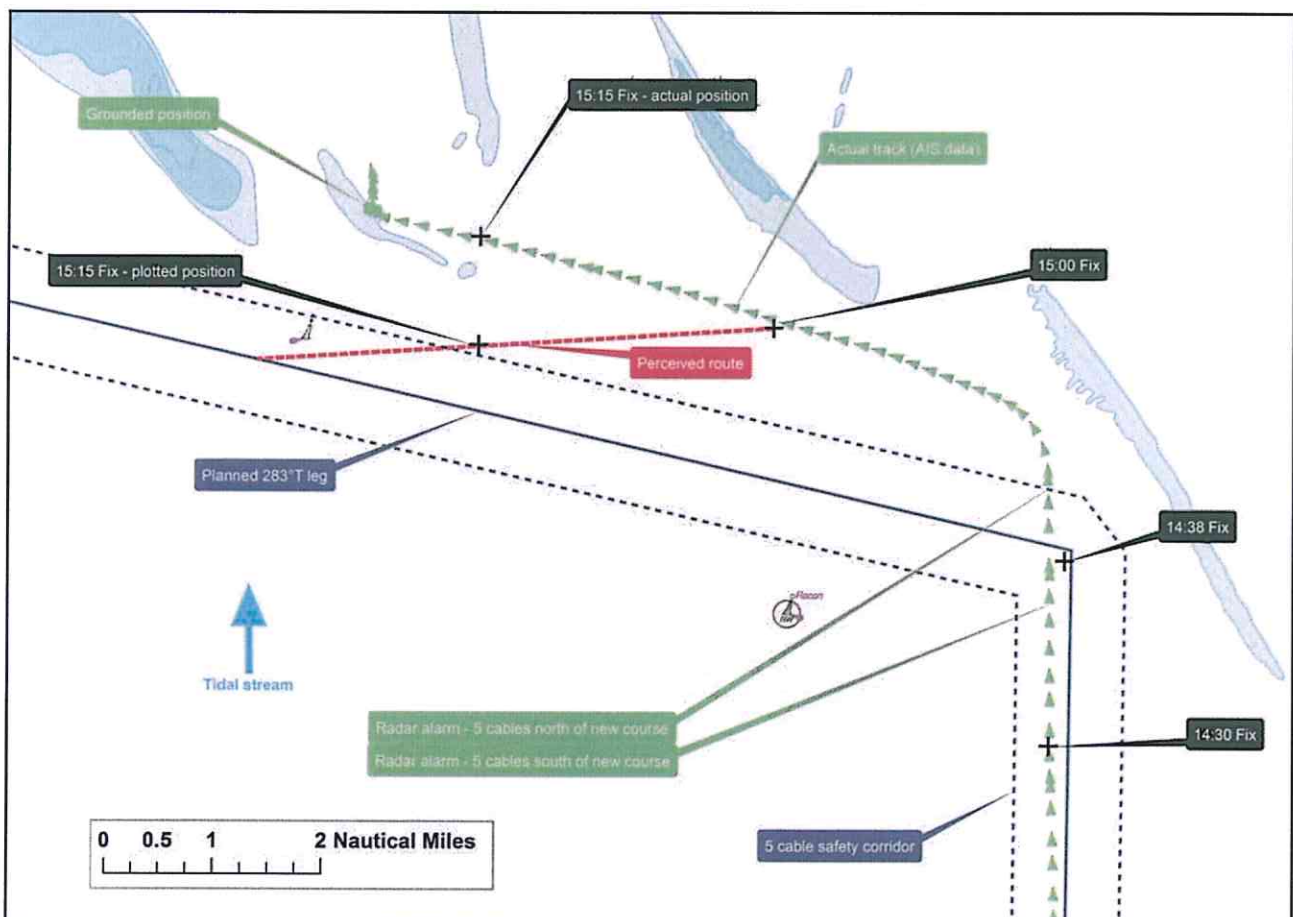 15:15 Fix - actual position
Grounded position
Actual track (AIS data)
15:15 Fix - plotted position
15:00 Fix
Perceived route
Planned 283°T leg
14:38 Fix
Racon
Tidal stream
Radar alarm - 5 cables north of new course
Radar alarm - 5 cables south of new course
14:30 Fix
5 cable safety corridor
0 0.5 1 2 Nautical Miles